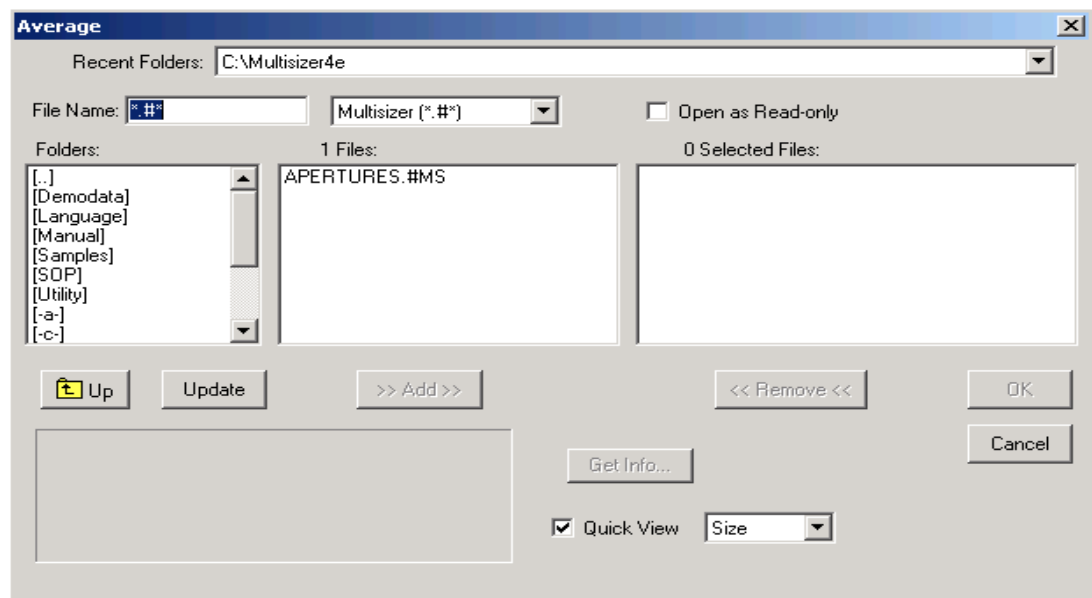 Average
Recent Folders: C:\Multisizer4e
File Name: *.#* Multisizer (*.#*) Open as Read-only
Folders: 1 Files: 0 Selected Files:
[..] APERTURES.#MS
[Demodata]
[Language]
[Manual]
[Samples]
[SOP]
[Utility]
[-a-]
[-c-]
Up Update >> Add >> << Remove << OK
Cancel
Get Info...
Quick View Size